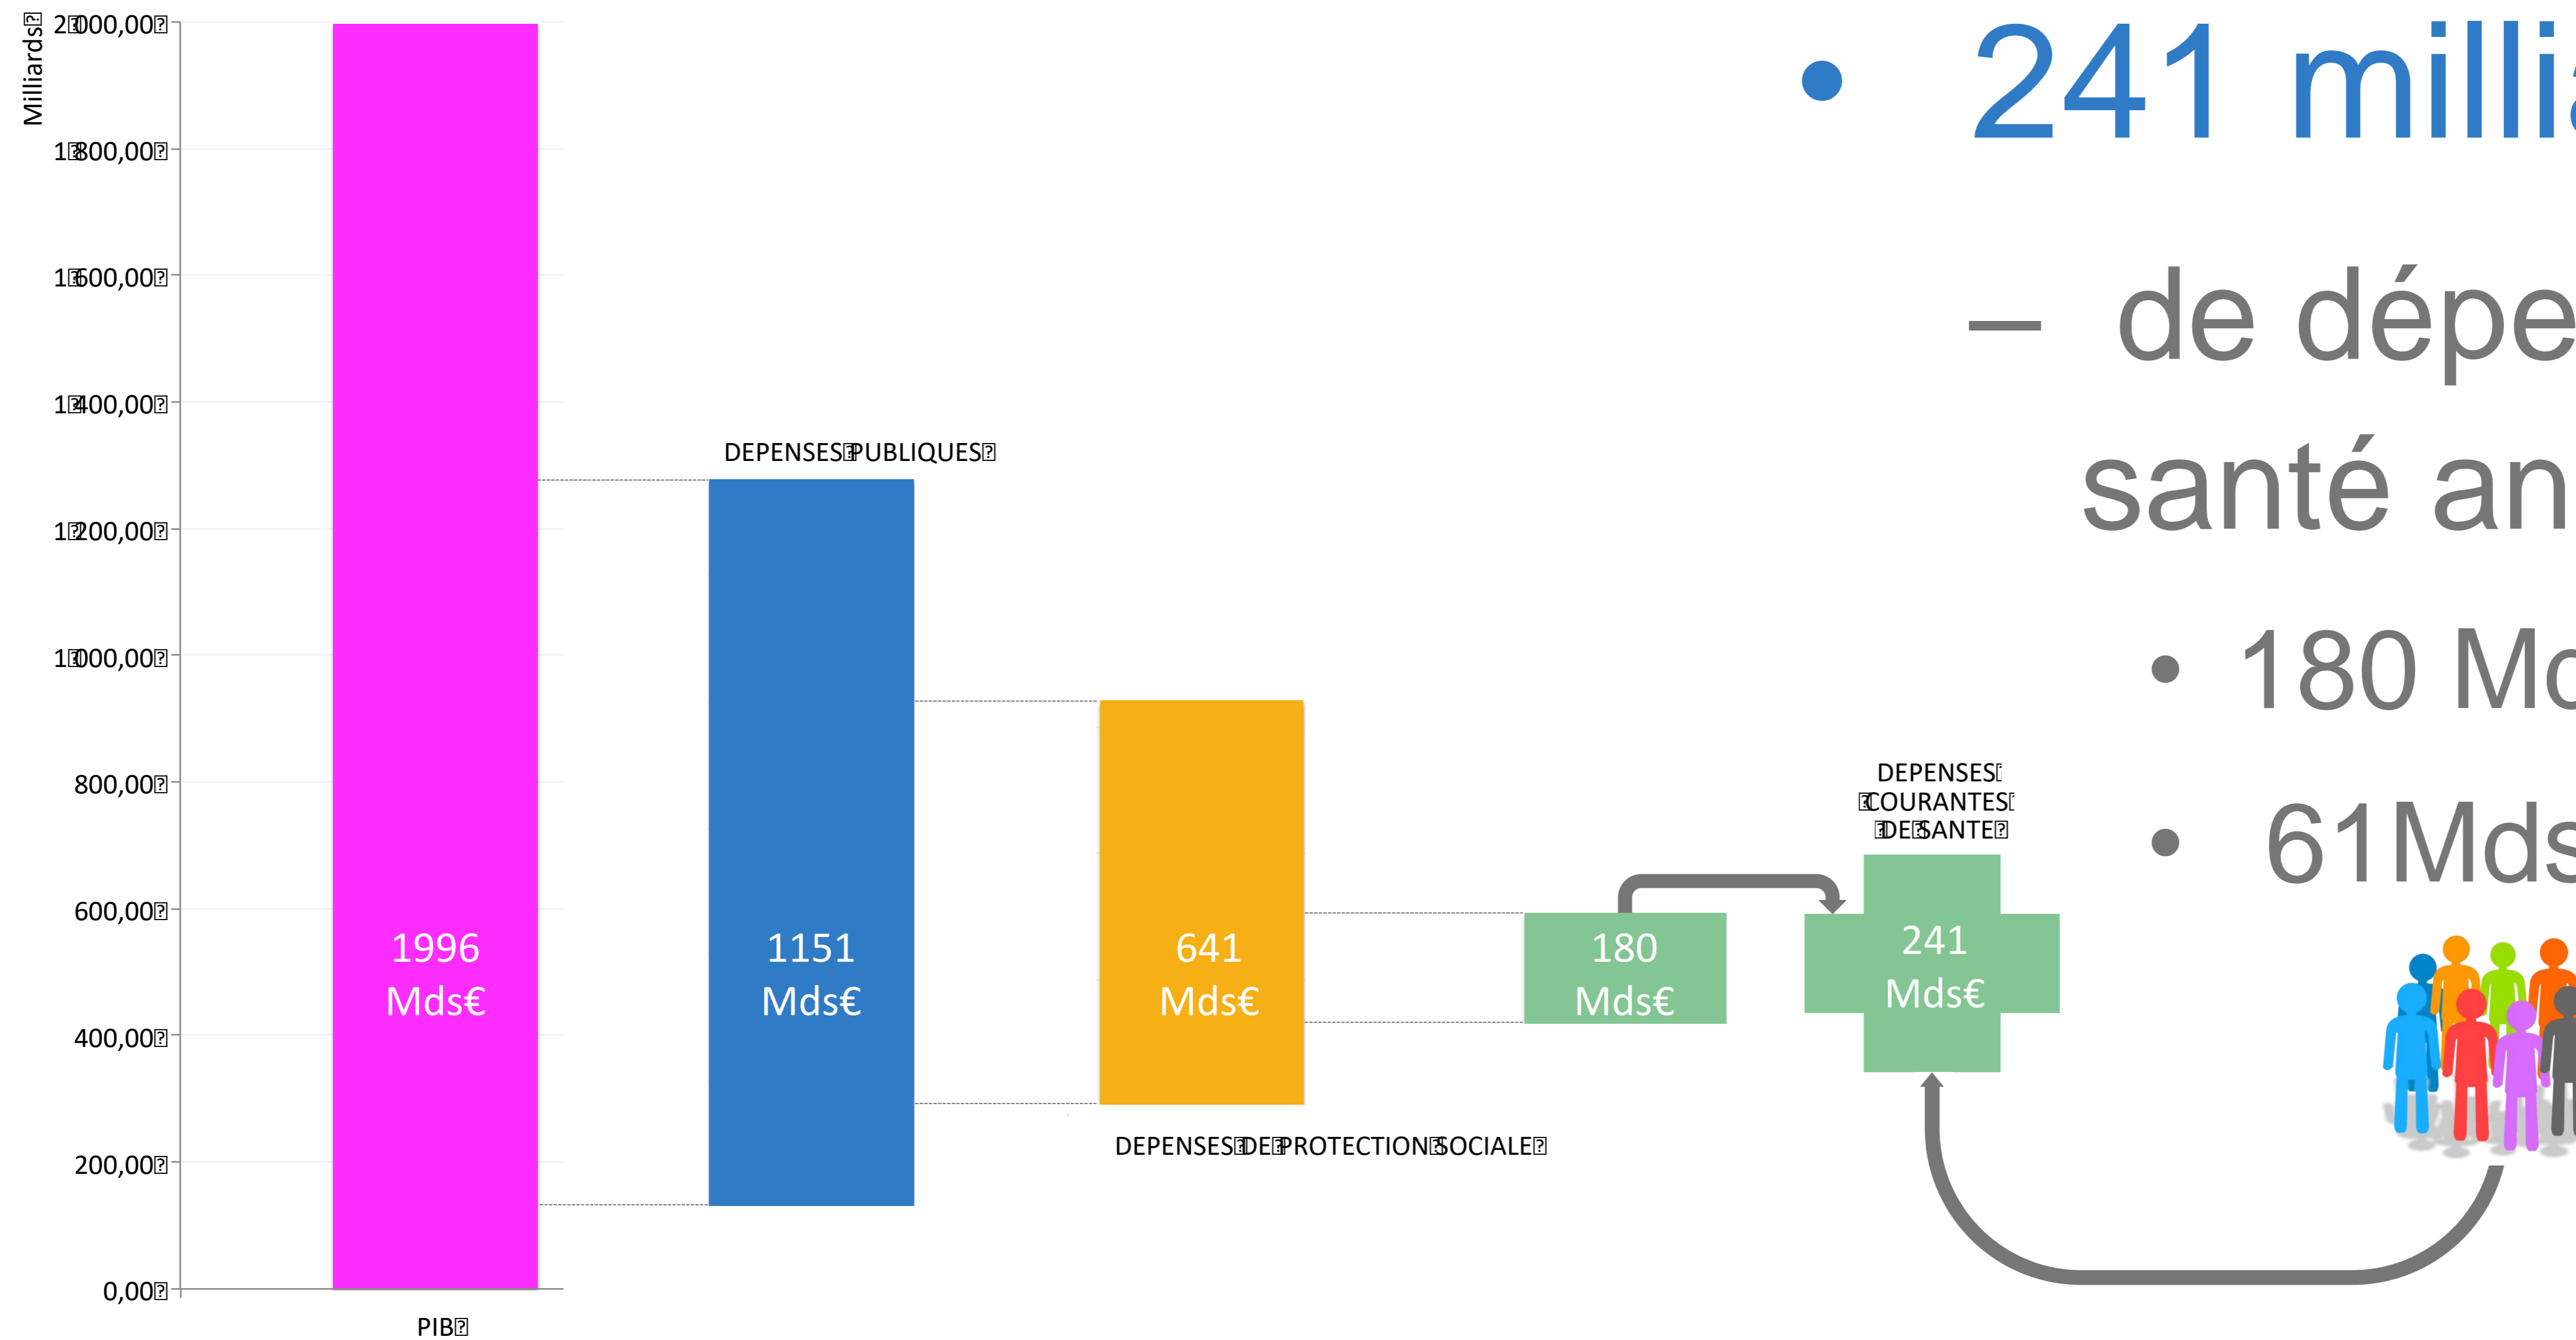 Milliards
2 000,00
1 800,00
1 600,00
1 400,00
1 200,00
1 000,00
800,00
600,00
400,00
200,00
0,00
PIB
1996
Mds€
DEPENSES PUBLIQUES
1151
Mds€
641
Mds€
DEPENSES DE PROTECTION SOCIALE
180
Mds€
DEPENSES
COURANTES
DE SANTE
241
Mds€
• 241 milli
– de dépe
santé an
• 180 Md
• 61Mds